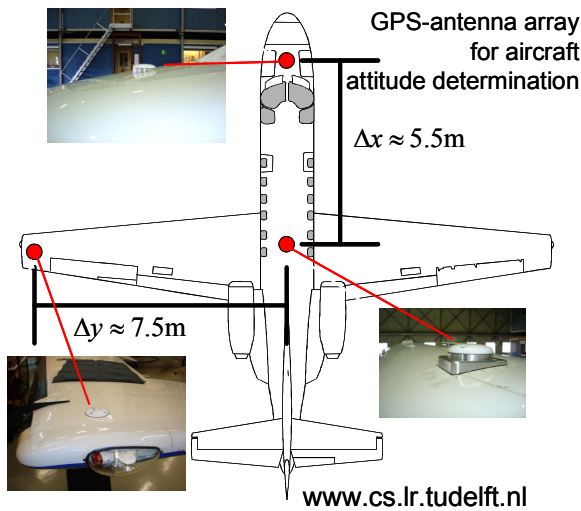 GPS-antenna array
for aircraft
attitude determination
Δx ≈ 5.5m
Δy ≈ 7.5m
www.cs.lr.tudelft.nl